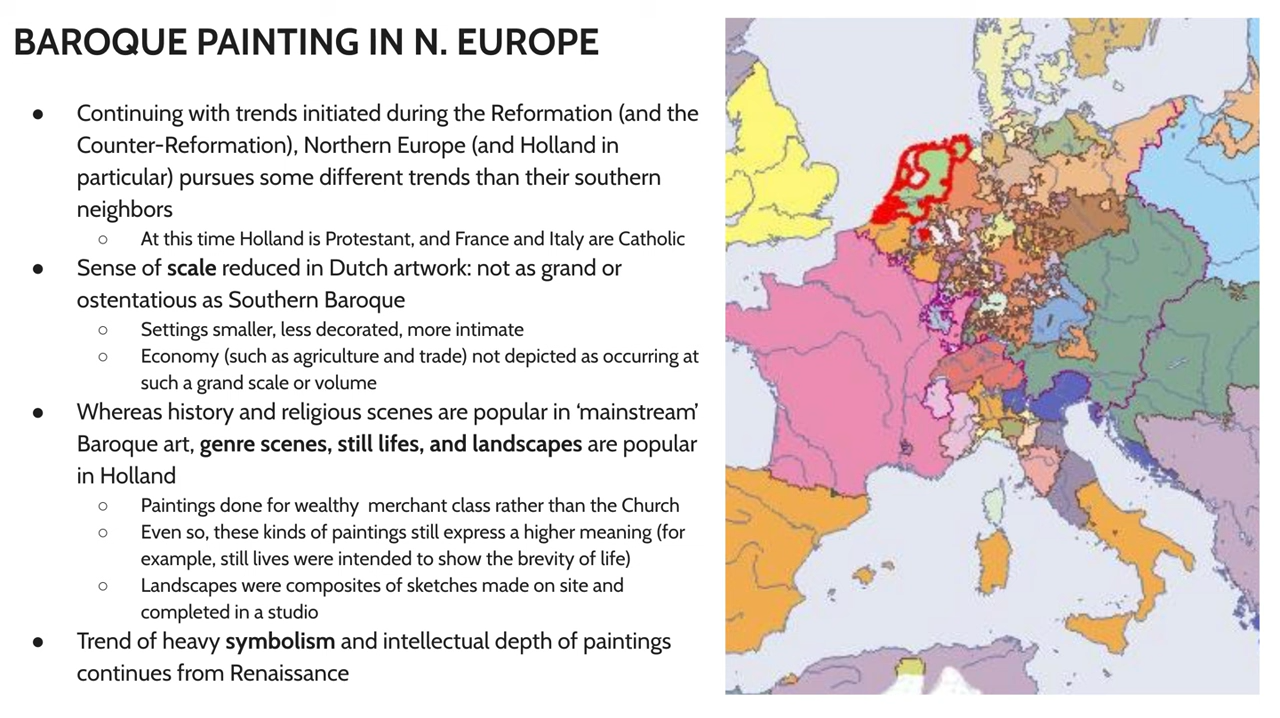 BAROQUE PAINTING IN N. EUROPE
● Continuing with trends initiated during the Reformation (and the
Counter-Reformation), Northern Europe (and Holland in
particular) pursues some different trends than their southern
neighbors
○ At this time Holland is Protestant, and France and Italy are Catholic
● Sense of scale reduced in Dutch artwork: not as grand or
ostentatious as Southern Baroque
○ Settings smaller, less decorated, more intimate
○ Economy (such as agriculture and trade) not depicted as occurring at
such a grand scale or volume
● Whereas history and religious scenes are popular in ‘mainstream’
Baroque art, genre scenes, still lifes, and landscapes are popular
in Holland
○ Paintings done for wealthy  merchant class rather than the Church
○ Even so, these kinds of paintings still express a higher meaning (for
example, still lives were intended to show the brevity of life)
○ Landscapes were composites of sketches made on site and
completed in a studio
● Trend of heavy symbolism and intellectual depth of paintings
continues from Renaissance